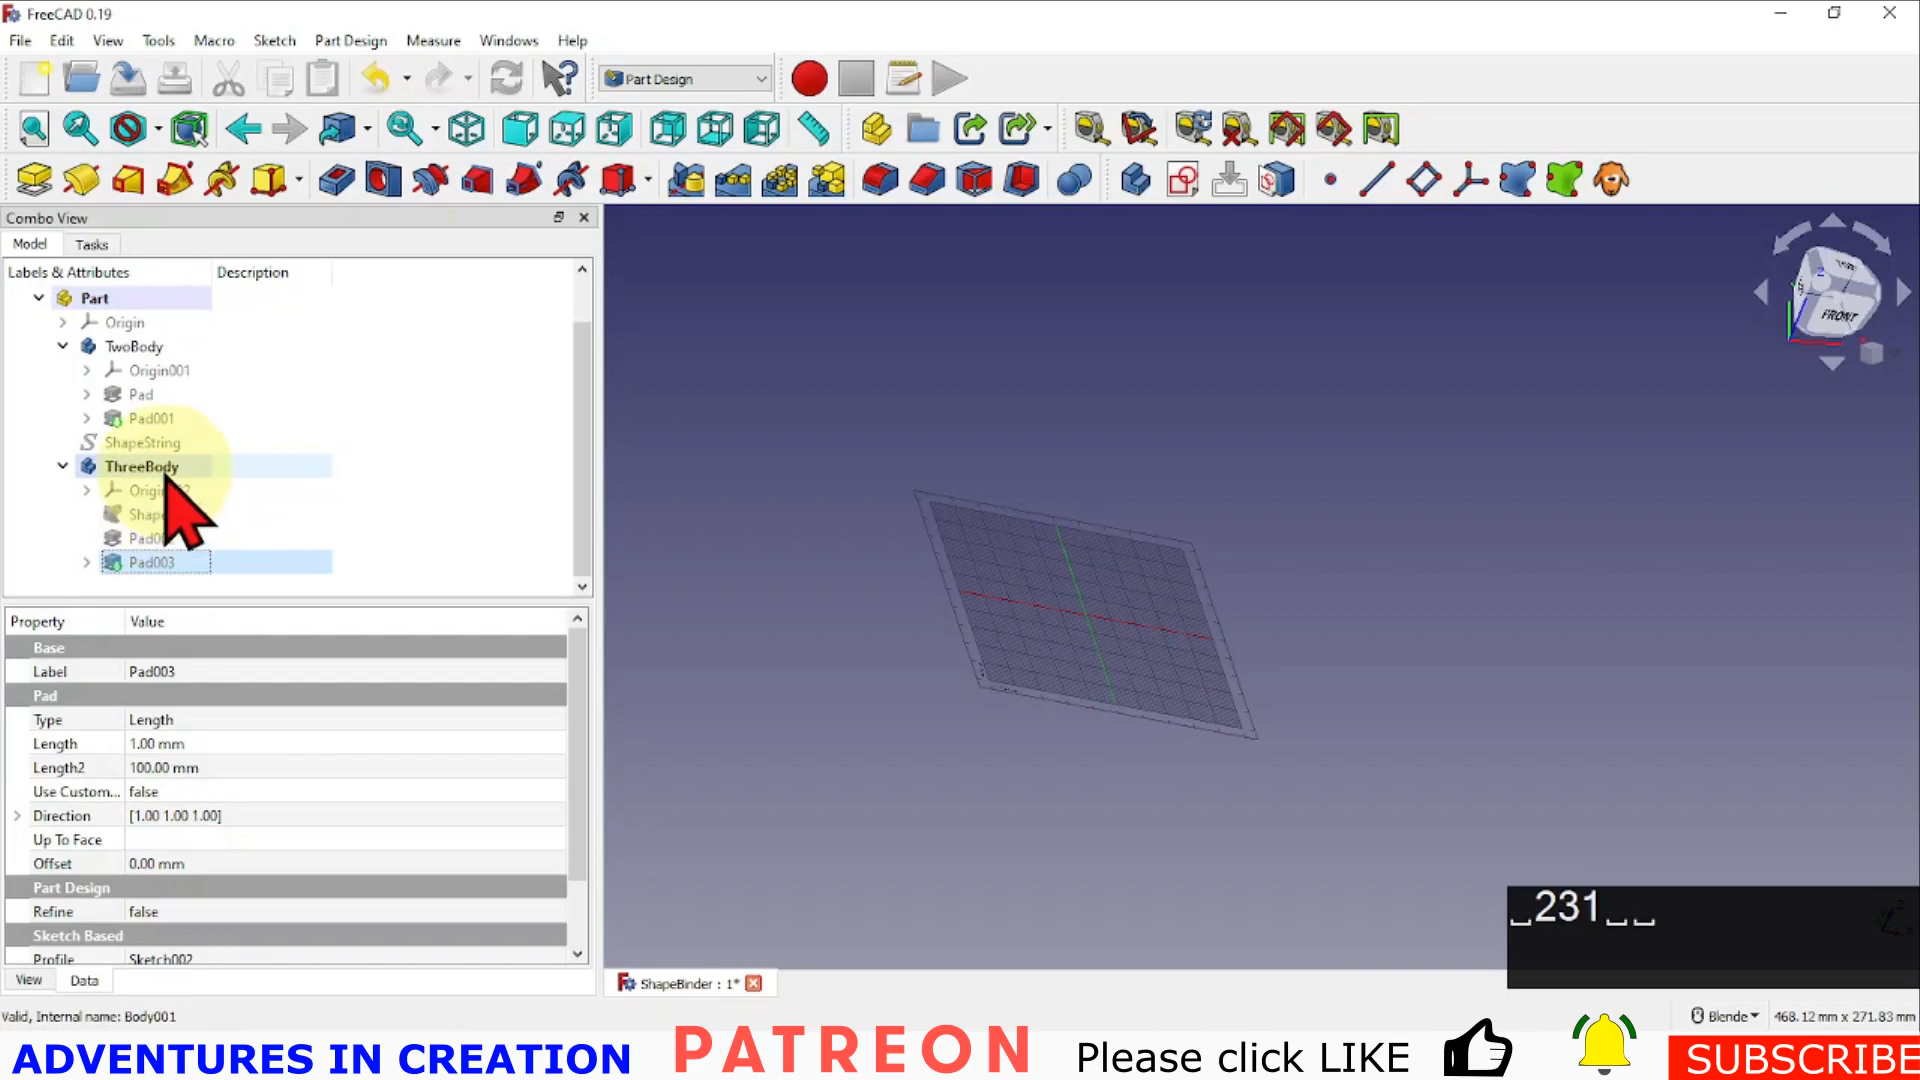 FreeCAD 0.19
File Edit View Tools Macro Sketch Part Design Measure Windows Help
Part Design
Combo View
Model Tasks
Labels & Attributes Description
Part
Origin
TwoBody
Origin001
Pad
Pad001
ShapeString
ThreeBody
Pad003
FRONT
Property Value
Base
Label Pad003
Pad
Type Length
Length 1.00 mm
Length2 100.00 mm
Use Custom... false
Direction [1.00 1.00 1.00]
Up To Face
Offset 0.00 mm
Part Design
Refine false
Sketch Based
Profile Sketch002
View Data
ShapeBinder : 1*
␣231␣␣
Valid, Internal name: Body001
Blende 468.12 mm x 271.83 mm
ADVENTURES IN CREATION PATREON Please click LIKE SUBSCRIBE